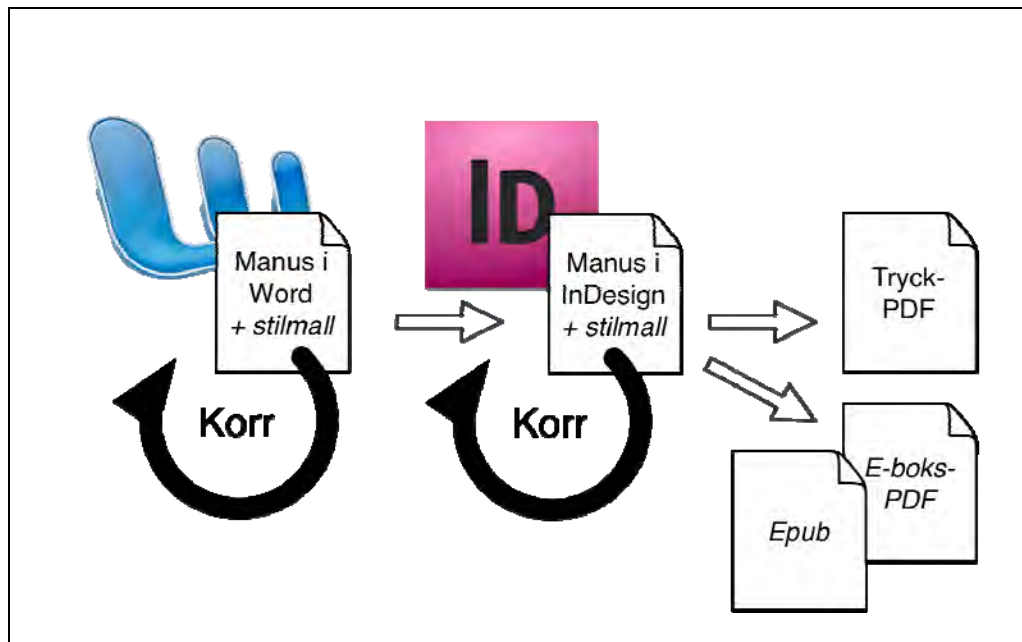 ID
Manus i
Word
+ stilmall
Manus i
InDesign
+ stilmall
Tryck-
PDF
Korr
Korr
E-boks-
PDF
Epub